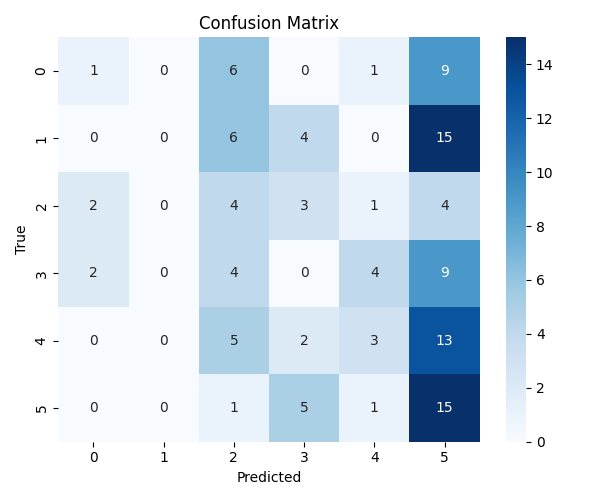 Confusion Matrix
True
0 1 0 6 0 1 9
1 0 0 6 4 0 15
2 2 0 4 3 1 4
3 2 0 4 0 4 9
4 0 0 5 2 3 13
5 0 0 1 5 1 15
0 1 2 3 4 5
Predicted
14
12
10
8
6
4
2
0